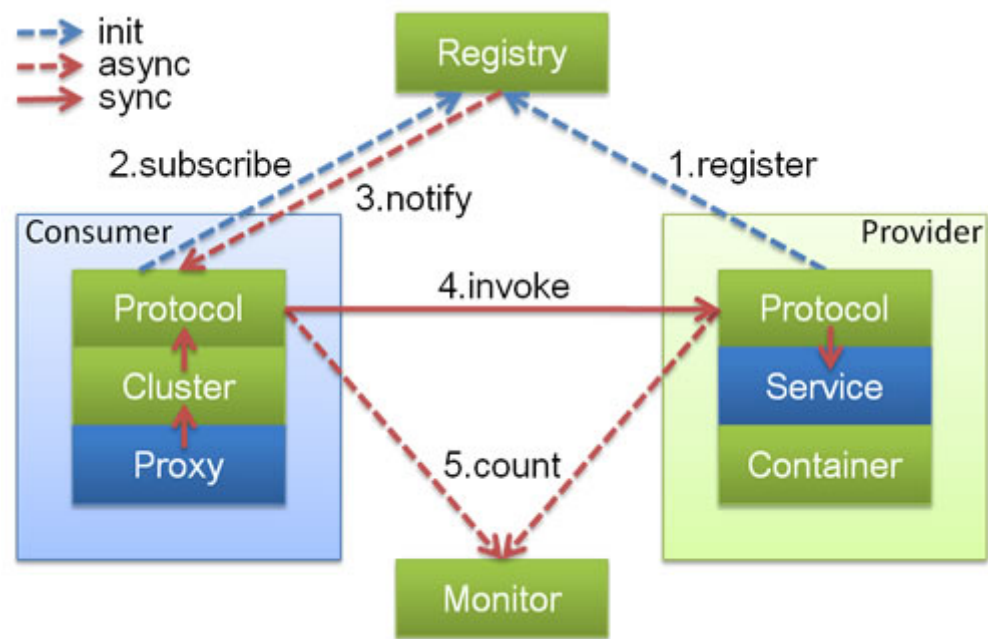 init
async
sync
Registry
2.subscribe
1.register
3.notify
Consumer
Provider
Protocol
4.invoke
Protocol
Cluster
Service
Proxy
5.count
Container
Monitor